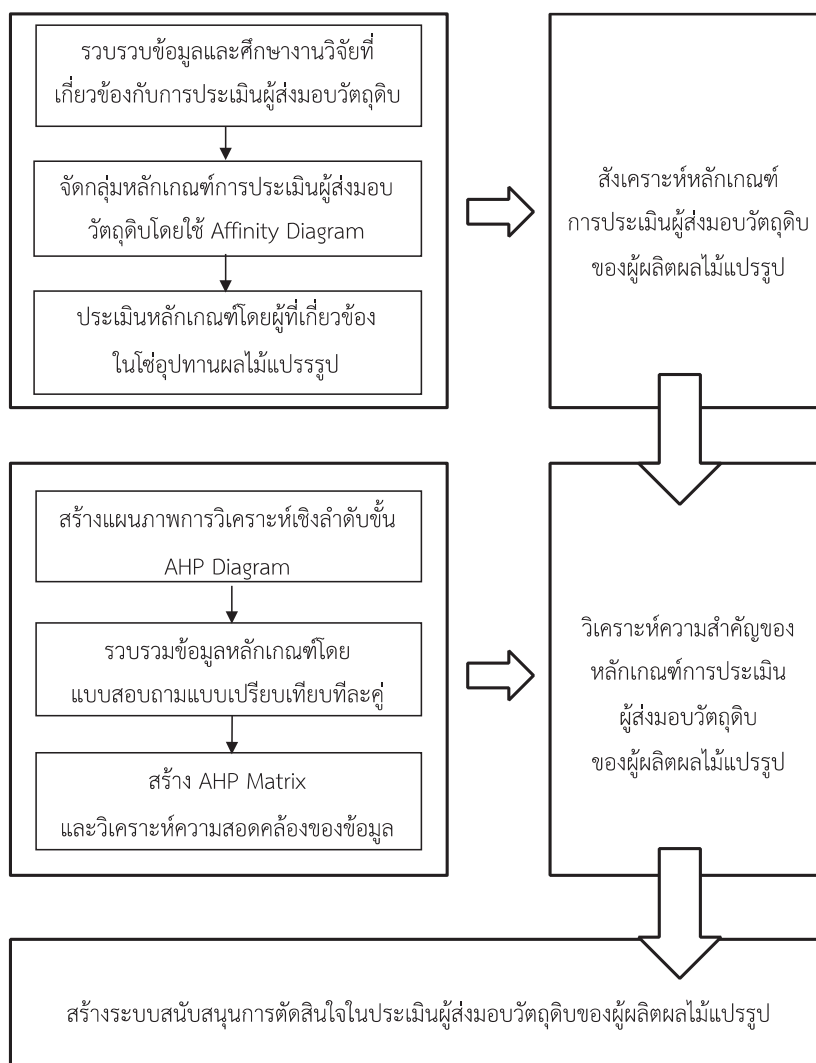 รวบรวบข้อมูลและศึกษางานวิจัยที่
เกี่ยวข้องกับการประเมินผู้ส่งมอบวัตถุดิบ
จัดกลุ่มหลักเกณฑ์การประเมินผู้ส่งมอบ
วัตถุดิบโดยใช้ Affinity Diagram
ประเมินหลักเกณฑ์โดยผู้ที่เกี่ยวข้อง
ในโซ่อุปทานผลไม้แปรรรูป
สังเคราะห์หลักเกณฑ์
การประเมินผู้ส่งมอบวัตถุดิบ
ของผู้ผลิตผลไม้แปรรูป
สร้างแผนภาพการวิเคราะห์เชิงลำดับขั้น
AHP Diagram
รวบรวมข้อมูลหลักเกณฑ์โดย
แบบสอบถามแบบเปรียบเทียบทีละคู่
สร้าง AHP Matrix
และวิเคราะห์ความสอดคล้องของข้อมูล
วิเคราะห์ความสำคัญของ
หลักเกณฑ์การประเมิน
ผู้ส่งมอบวัตถุดิบ
ของผู้ผลิตผลไม้แปรรูป
สร้างระบบสนับสนุนการตัดสินใจในประเมินผู้ส่งมอบวัตถุดิบของผู้ผลิตผลไม้แปรรูป